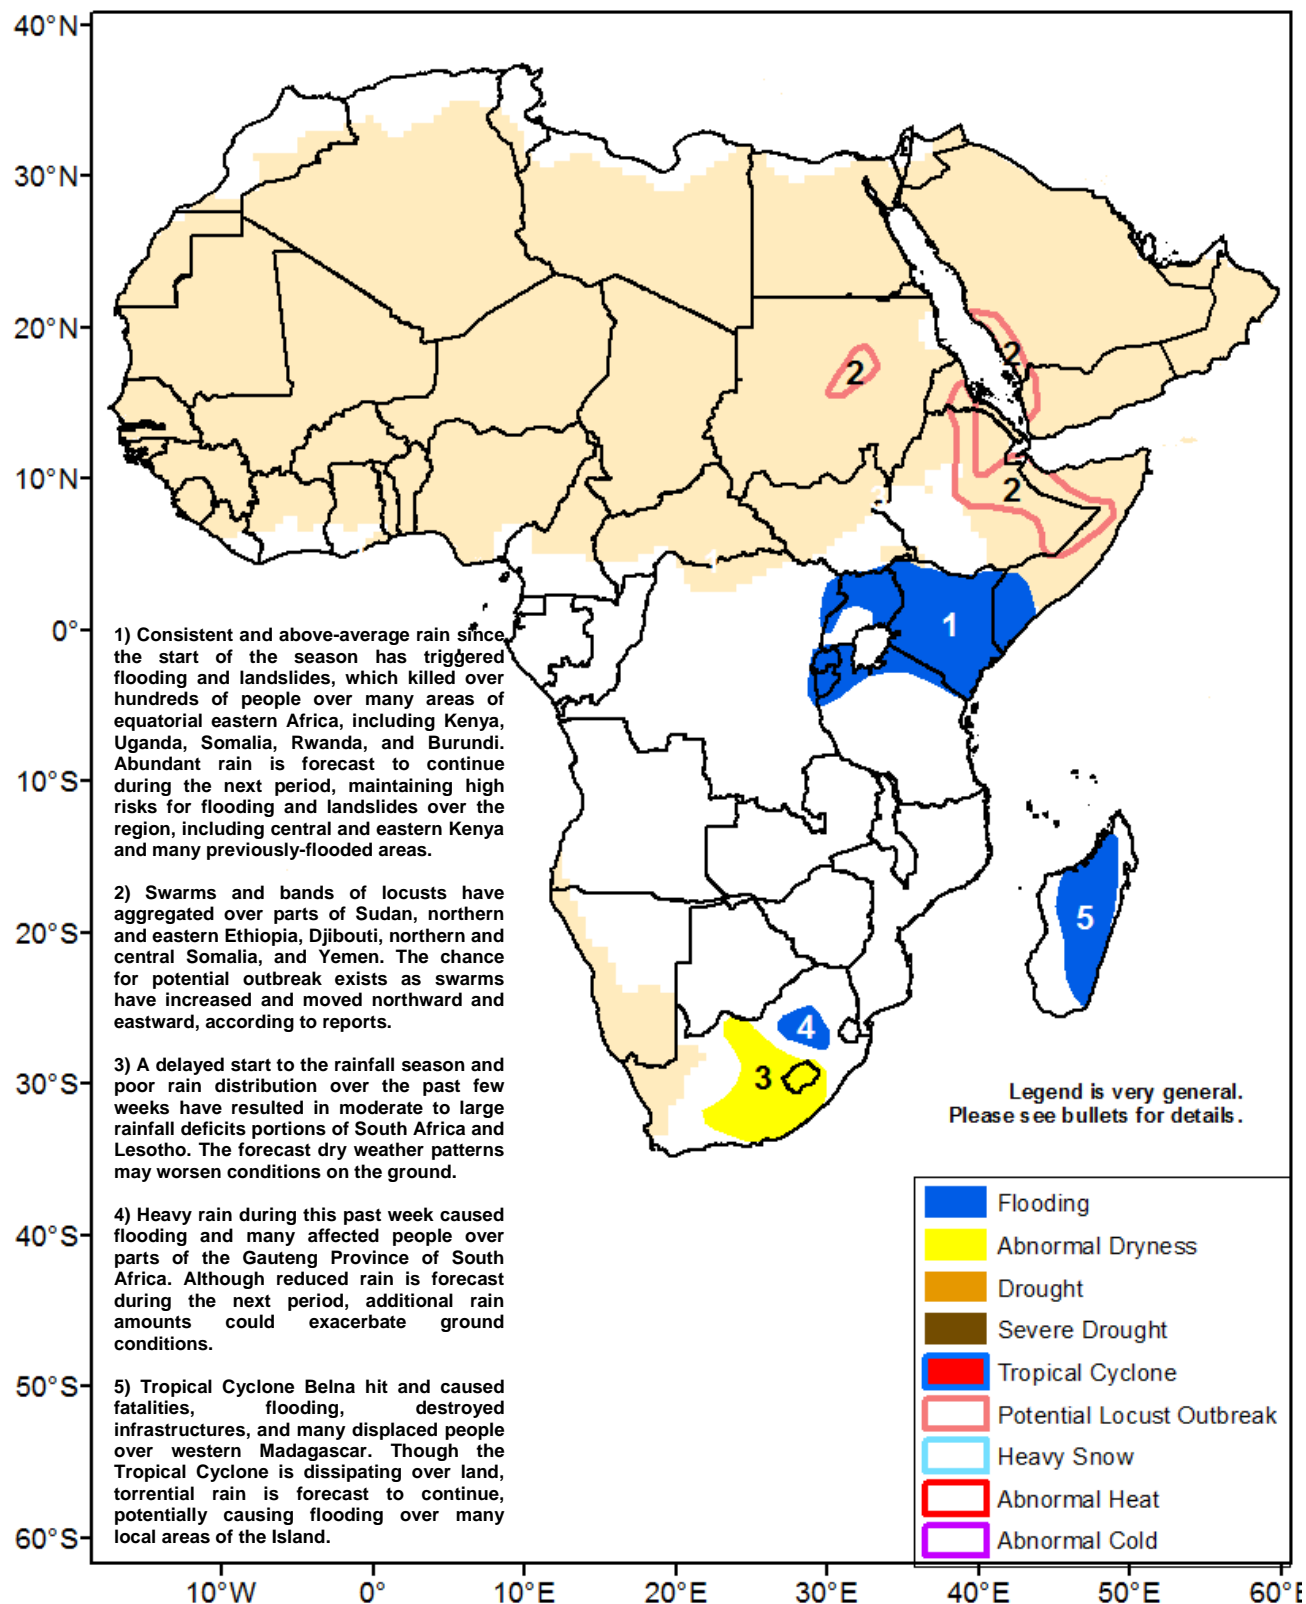 40°N
30°N
20°N
10°N
0°
10°S
20°S
30°S
40°S
50°S
60°S
2
2
2
1
5
4
3
1) Consistent and above-average rain since
the start of the season has triggered
flooding and landslides, which killed over
hundreds of people over many areas of
equatorial eastern Africa, including Kenya,
Uganda, Somalia, Rwanda, and Burundi.
Abundant rain is forecast to continue
during the next period, maintaining high
risks for flooding and landslides over the
region, including central and eastern Kenya
and many previously-flooded areas.
2) Swarms and bands of locusts have
aggregated over parts of Sudan, northern
and eastern Ethiopia, Djibouti, northern and
central Somalia, and Yemen. The chance
for potential outbreak exists as swarms
have increased and moved northward and
eastward, according to reports.
3) A delayed start to the rainfall season and
poor rain distribution over the past few
weeks have resulted in moderate to large
rainfall deficits portions of South Africa and
Lesotho. The forecast dry weather patterns
may worsen conditions on the ground.
4) Heavy rain during this past week caused
flooding and many affected people over
parts of the Gauteng Province of South
Africa. Although reduced rain is forecast
during the next period, additional rain
amounts could exacerbate ground
conditions.
5) Tropical Cyclone Belna hit and caused
fatalities, flooding, destroyed
infrastructures, and many displaced people
over western Madagascar. Though the
Tropical Cyclone is dissipating over land,
torrential rain is forecast to continue,
potentially causing flooding over many
local areas of the Island.
Legend is very general.
Please see bullets for details.
Flooding
Abnormal Dryness
Drought
Severe Drought
Tropical Cyclone
Potential Locust Outbreak
Heavy Snow
Abnormal Heat
Abnormal Cold
10°W
0°
10°E
20°E
30°E
40°E
50°E
60°E